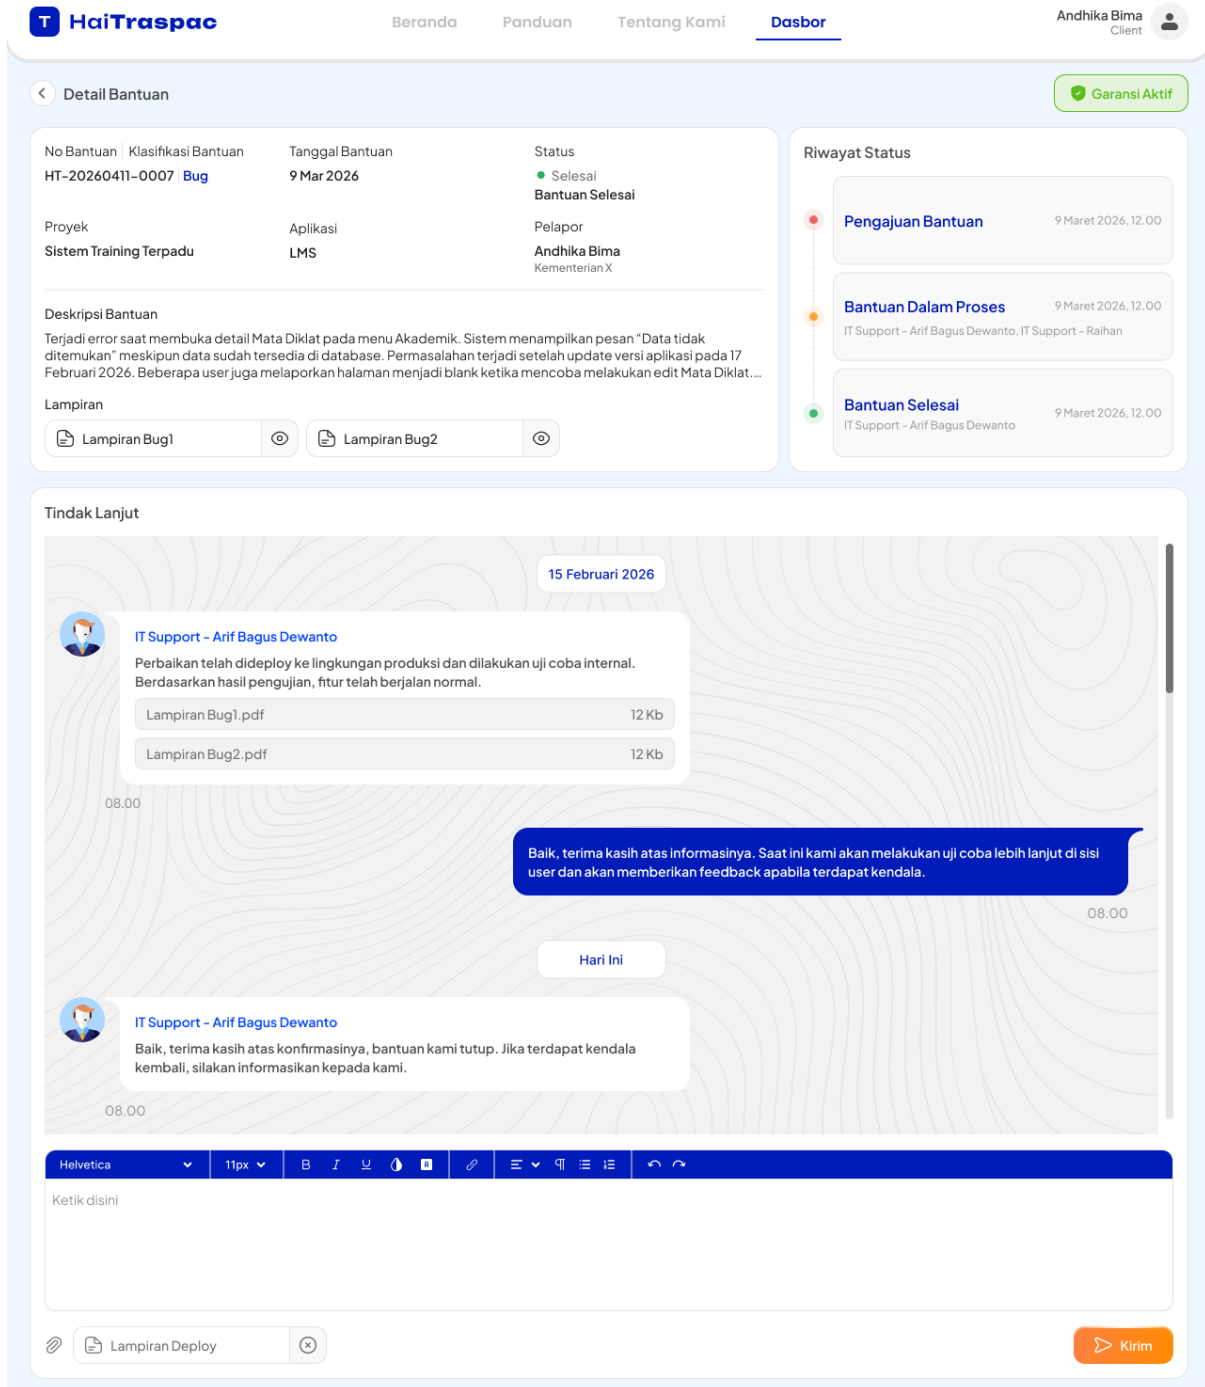 T HaiTraspac
Beranda
Panduan
Tentang Kami
Dasbor
Andhika Bima
Client
Detail Bantuan
Garansi Aktif
No Bantuan
Klasifikasi Bantuan
HT-20260411-0007
Bug
Tanggal Bantuan
9 Mar 2026
Status
Selesai
Bantuan Selesai
Proyek
Sistem Training Terpadu
Aplikasi
LMS
Pelapor
Andhika Bima
Kementerian X
Deskripsi Bantuan
Terjadi error saat membuka detail Mata Diklat pada menu Akademik. Sistem menampilkan pesan “Data tidak
ditemukan” meskipun data sudah tersedia di database. Permasalahan terjadi setelah update versi aplikasi pada 17
Februari 2026. Beberapa user juga melaporkan halaman menjadi blank ketika mencoba melakukan edit Mata Diklat....
Lampiran
Lampiran Bug1
Lampiran Bug2
Riwayat Status
Pengajuan Bantuan
9 Maret 2026, 12.00
Bantuan Dalam Proses
9 Maret 2026, 12.00
IT Support - Arif Bagus Dewanto, IT Support - Raihan
Bantuan Selesai
9 Maret 2026, 12.00
IT Support - Arif Bagus Dewanto
Tindak Lanjut
15 Februari 2026
IT Support - Arif Bagus Dewanto
Perbaikan telah dideploy ke lingkungan produksi dan dilakukan uji coba internal.
Berdasarkan hasil pengujian, fitur telah berjalan normal.
Lampiran Bug1.pdf
12 Kb
Lampiran Bug2.pdf
12 Kb
08.00
Baik, terima kasih atas informasinya. Saat ini kami akan melakukan uji coba lebih lanjut di sisi
user dan akan memberikan feedback apabila terdapat kendala.
08.00
Hari Ini
IT Support - Arif Bagus Dewanto
Baik, terima kasih atas konfirmasinya, bantuan kami tutup. Jika terdapat kendala
kembali, silakan informasikan kepada kami.
08.00
Helvetica
11px
B I U
Ketik disini
Lampiran Deploy
Kirim